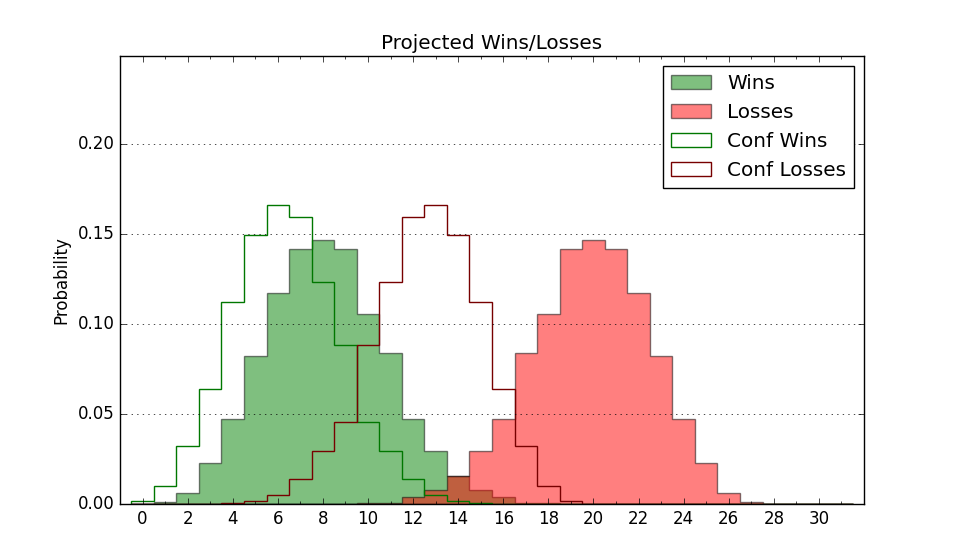 Projected Wins/Losses
Wins
Losses
Conf Wins
Conf Losses
Probability
0.20
0.15
0.10
0.05
0.00
0 2 4 6 8 10 12 14 16 18 20 22 24 26 28 30